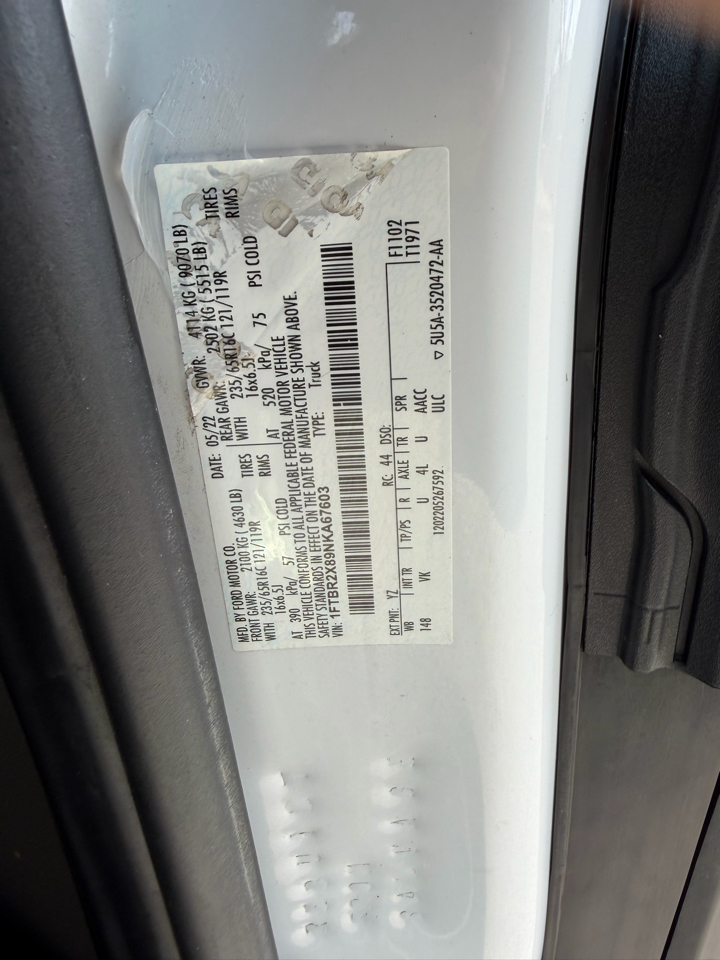 MFD. BY FORD MOTOR CO.
DATE: 05/22
GVWR: 4114 KG ( 9070 LB)
FRONT GAWR: 2100 KG ( 4630 LB)
REAR GAWR: 2502 KG ( 5515 LB)
WITH 235/65R16C 121/119R TIRES
WITH 235/65R16C 121/119R TIRES
16x6.5J RIMS
16x6.5J RIMS
AT 390 kPa/ 57 PSI COLD
AT 520 kPa/ 75 PSI COLD
THIS VEHICLE CONFORMS TO ALL APPLICABLE FEDERAL MOTOR VEHICLE
SAFETY STANDARDS IN EFFECT ON THE DATE OF MANUFACTURE SHOWN ABOVE.
VIN: 1FTBR2X89NKA67603
TYPE: Truck
EXT PNT: YZ RC: 44 DSO: F1102
WB INT TR TP/PS R AXLE TR SPR T1971
148 VK U 4L U AACC
1202205267592 ULC
▽ 5U5A-3520472-AA